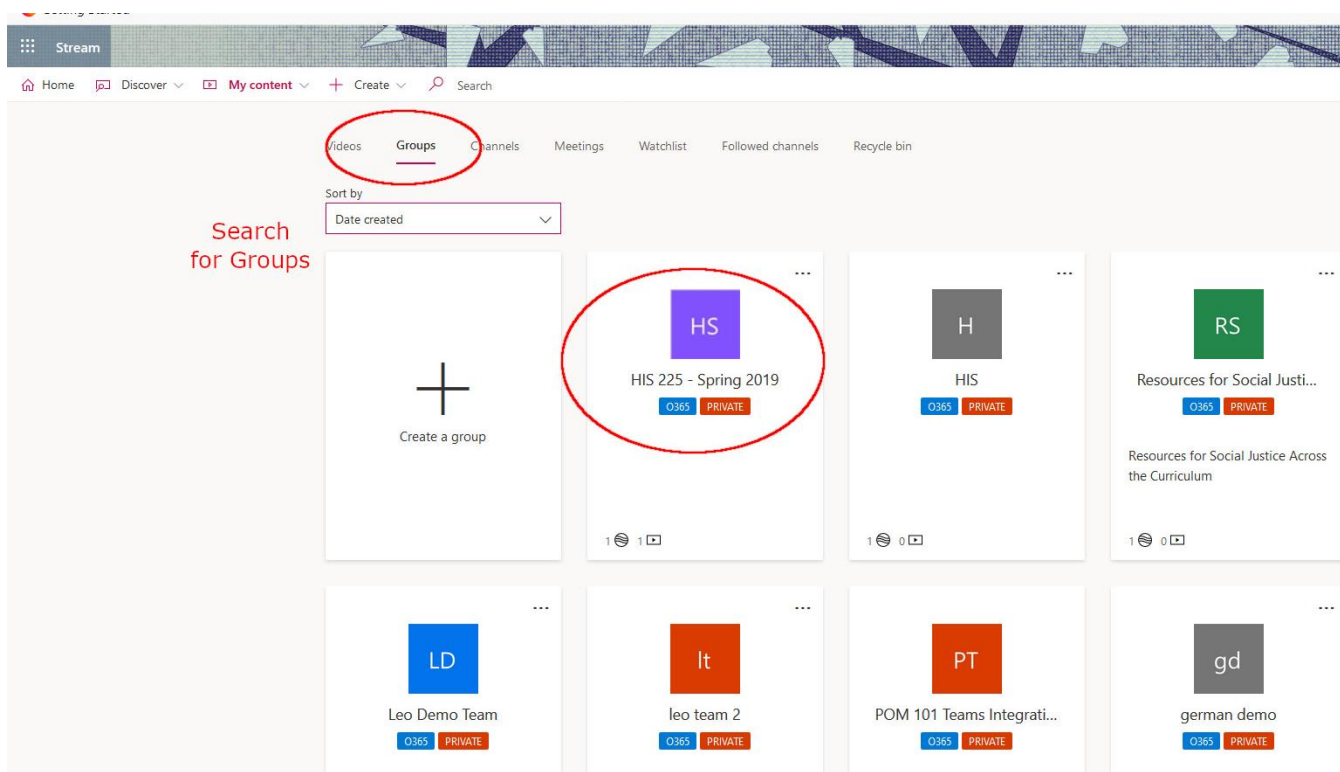 Stream
Home Discover My content Create Search
Videos Groups Channels Meetings Watchlist Followed channels Recycle bin
Sort by
Date created
Search
for Groups
Create a group
HS
HIS 225 - Spring 2019
O365 PRIVATE
1 1
H
HIS
O365 PRIVATE
1 0
RS
Resources for Social Justi...
O365 PRIVATE
Resources for Social Justice Across
the Curriculum
1 0
LD
Leo Demo Team
O365 PRIVATE
lt
leo team 2
O365 PRIVATE
PT
POM 101 Teams Integrati...
O365 PRIVATE
gd
german demo
O365 PRIVATE